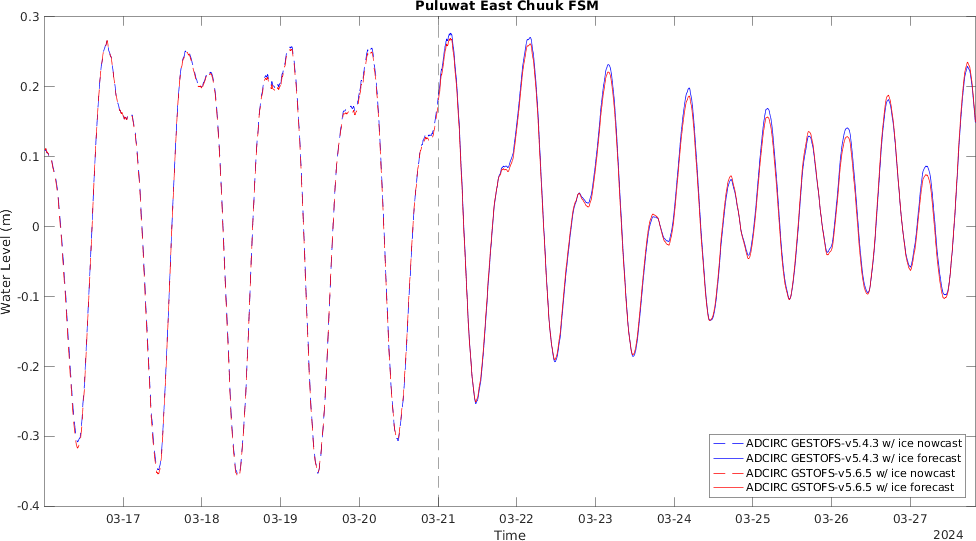 Puluwat East Chuuk FSM
0.3
0.2
0.1
0
-0.1
-0.2
-0.3
-0.4
Water Level (m)
ADCIRC GESTOFS-v5.4.3 w/ ice nowcast
ADCIRC GESTOFS-v5.4.3 w/ ice forecast
ADCIRC GSTOFS-v5.6.5 w/ ice nowcast
ADCIRC GSTOFS-v5.6.5 w/ ice forecast
03-17 03-18 03-19 03-20 03-21 03-22 03-23 03-24 03-25 03-26 03-27
Time
2024